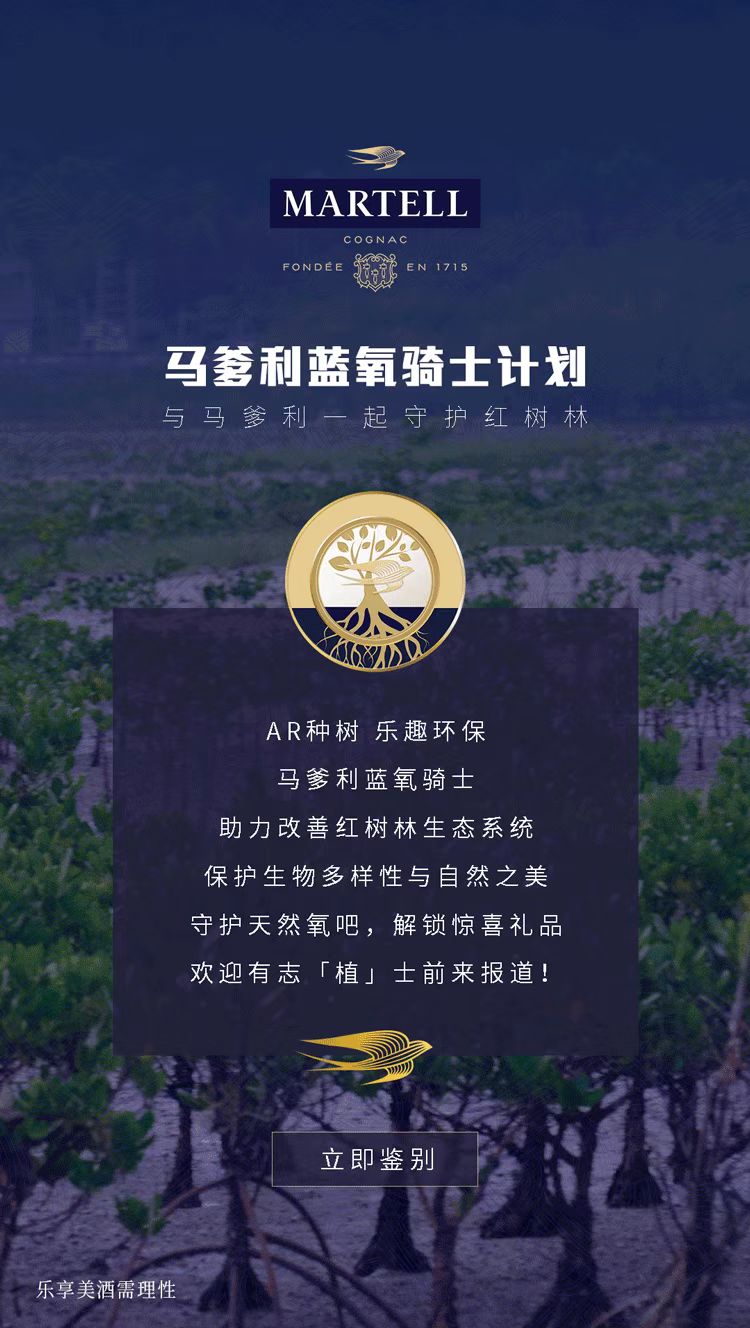 MARTELL
COGNAC
FONDÉE EN 1715
马爹利蓝氧骑士计划
与马爹利一起守护红树林
AR种树 乐趣环保
马爹利蓝氧骑士
助力改善红树林生态系统
保护生物多样性与自然之美
守护天然氧吧，解锁惊喜礼品
欢迎有志「植」士前来报道！
立即鉴别
乐享美酒需理性